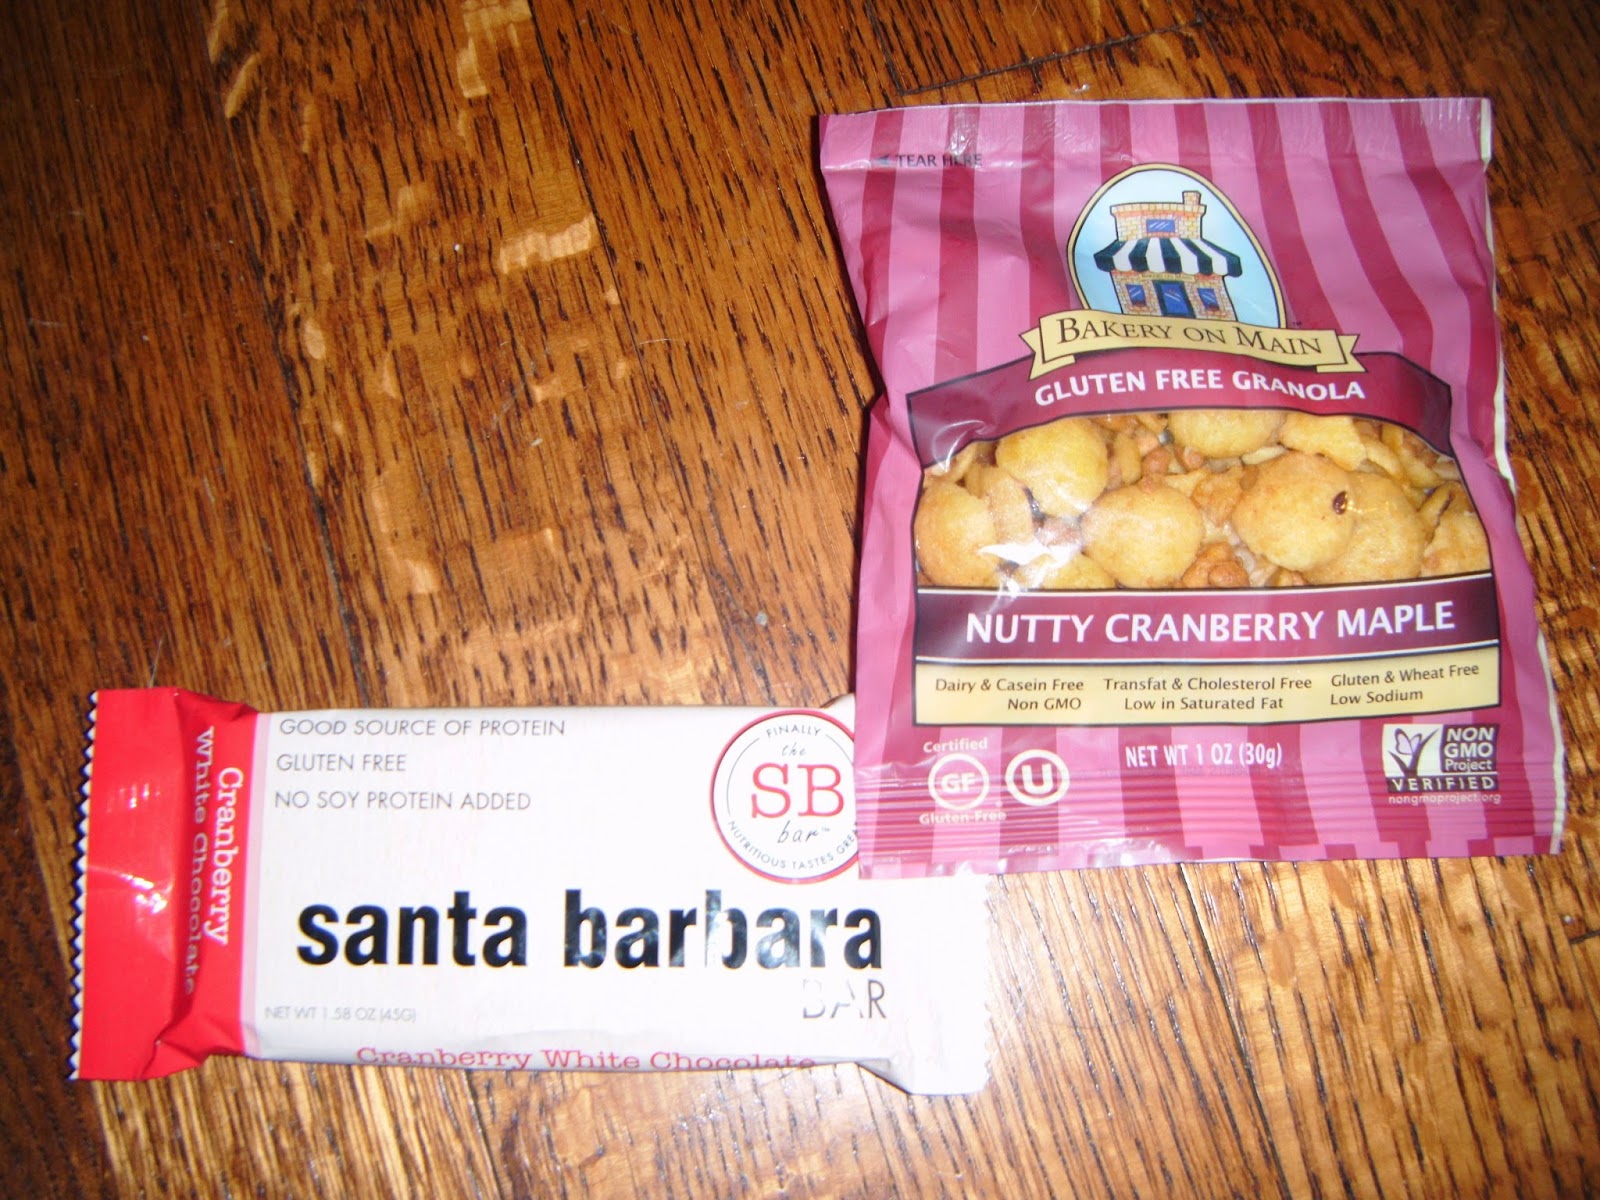 TEAR HERE
BAKERY ON MAIN
GLUTEN FREE GRANOLA
NUTTY CRANBERRY MAPLE
Dairy & Casein Free
Non GMO
Transfat & Cholesterol Free
Low in Saturated Fat
Gluten & Wheat Free
Low Sodium
Certified
GF
Gluten-Free
U
NET WT 1 OZ (30g)
NON
GMO
Project
VERIFIED
nongmoproject.org
Cranberry
White Chocolate
GOOD SOURCE OF PROTEIN
GLUTEN FREE
NO SOY PROTEIN ADDED
FINALLY
the
SB
bar™
NUTRITIOUS TASTES
santa barbara
BAR
NET WT 1.58 OZ (45G)
Cranberry White Chocolate